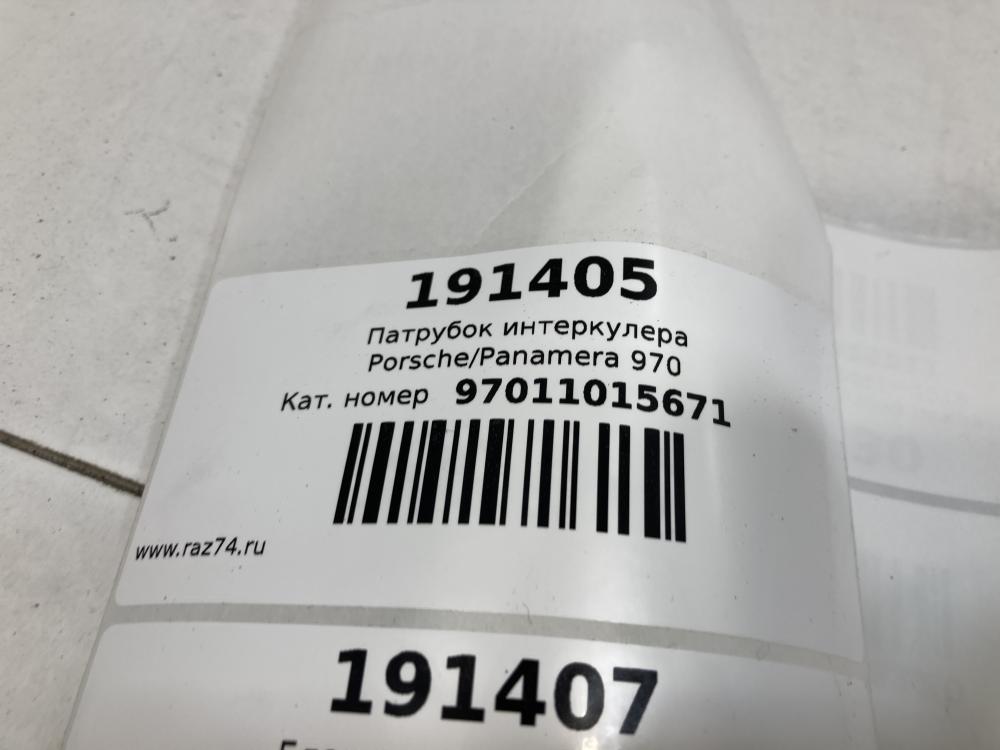 191405
Патрубок интеркулера
Porsche/Panamera 970
Кат. номер 97011015671
www.raz74.ru
191407